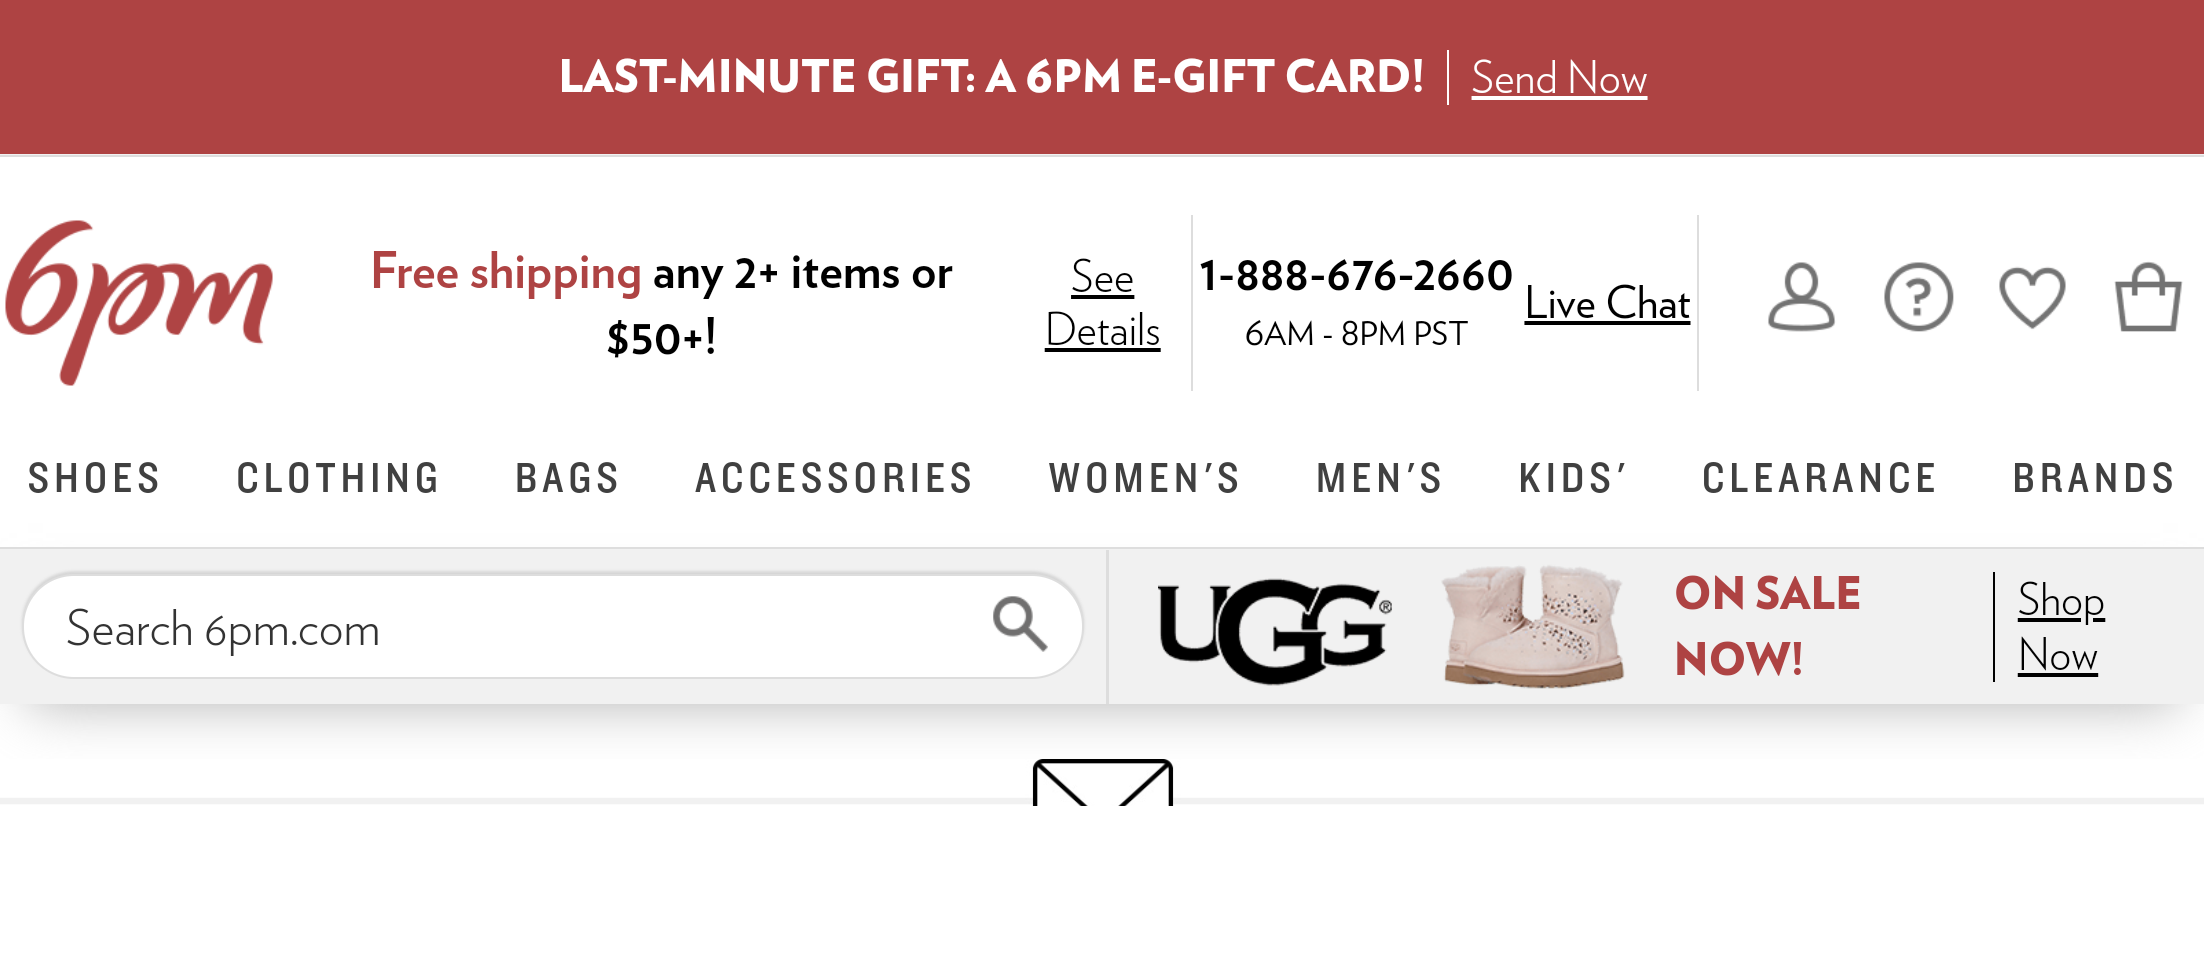 LAST-MINUTE GIFT: A 6PM E-GIFT CARD! Send Now
6pm
Free shipping any 2+ items or
$50+!
See
Details
1-888-676-2660
6AM - 8PM PST
Live Chat
?
SHOES CLOTHING BAGS ACCESSORIES WOMEN'S MEN'S KIDS' CLEARANCE BRANDS
Search 6pm.com
UGG®
ON SALE
NOW!
Shop
Now